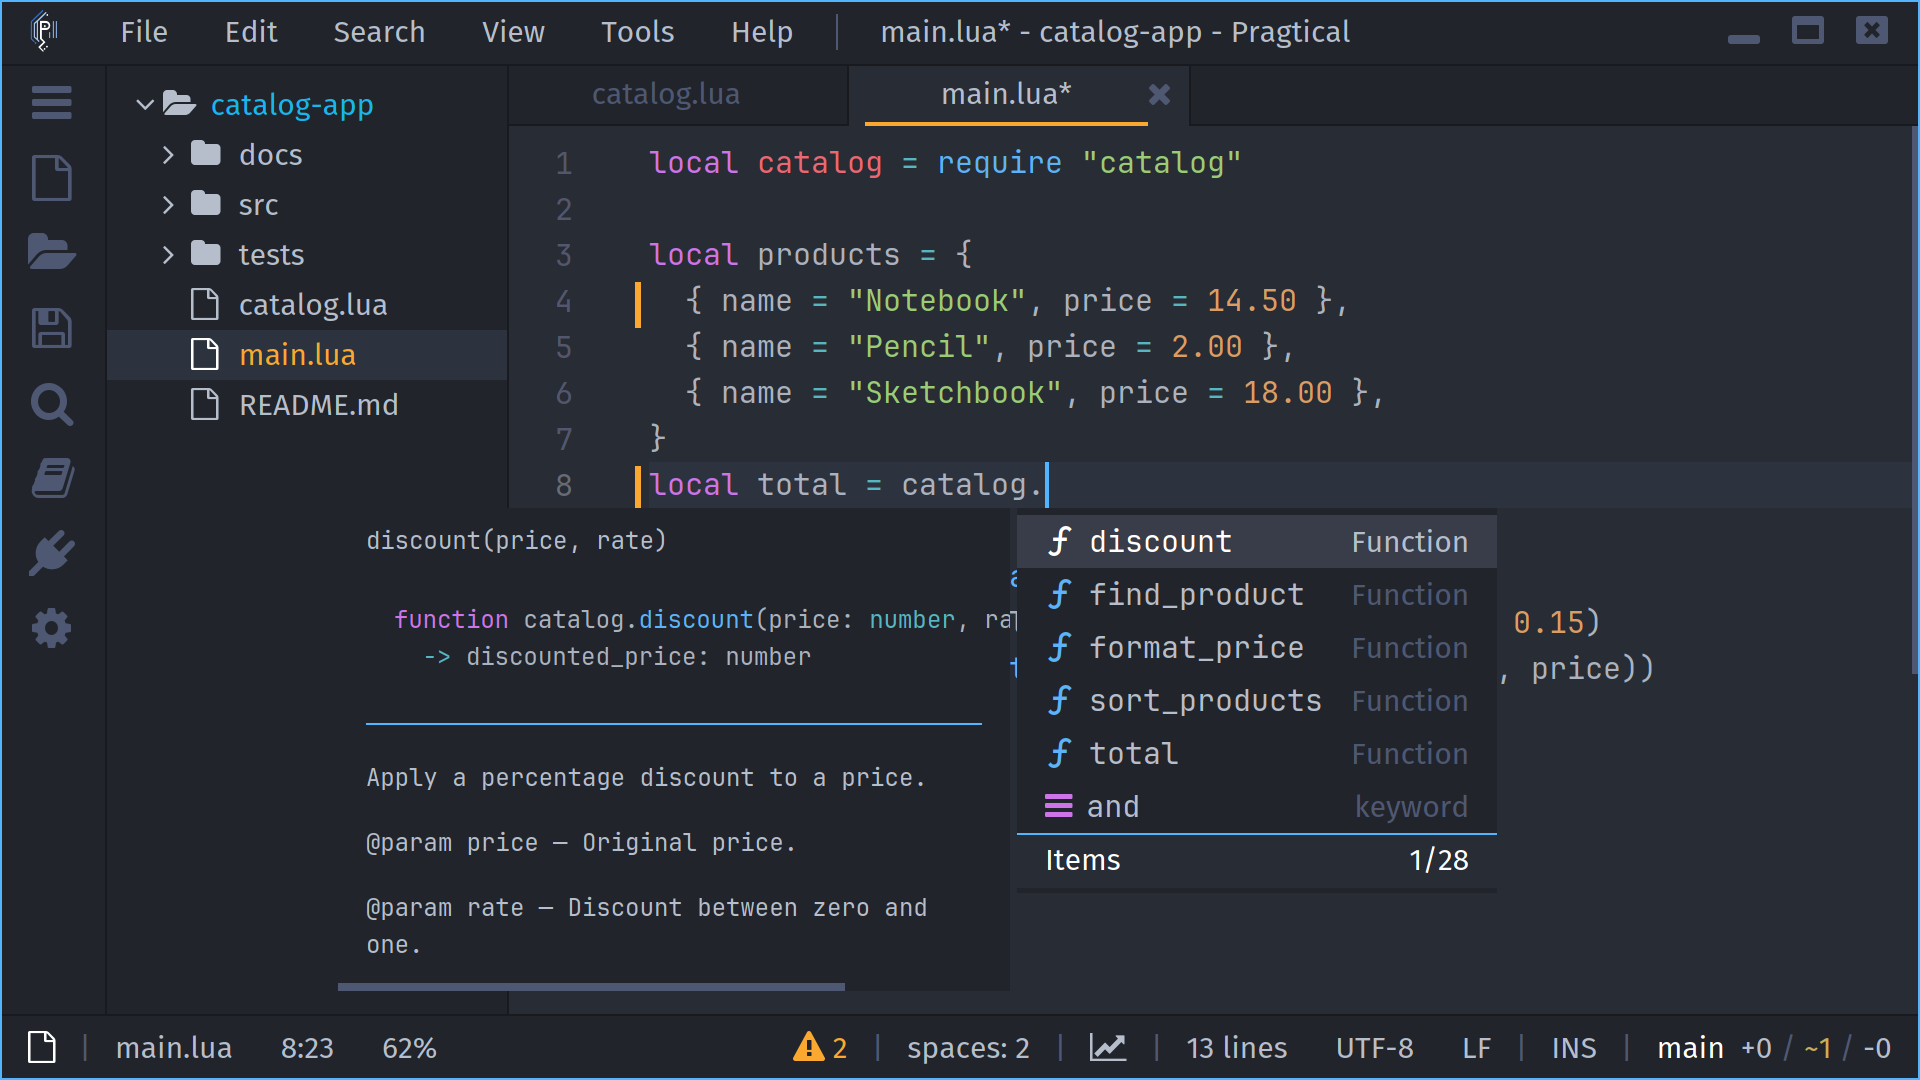 File Edit Search View Tools Help main.lua* - catalog-app - Pragtical
catalog-app
docs
src
tests
catalog.lua
main.lua
README.md
catalog.lua main.lua*
1 local catalog = require "catalog"
2
3 local products = {
4 { name = "Notebook", price = 14.50 },
5 { name = "Pencil", price = 2.00 },
6 { name = "Sketchbook", price = 18.00 },
7 }
8 local total = catalog.
discount(price, rate)
function catalog.discount(price: number, ra
-> discounted_price: number
Apply a percentage discount to a price.
@param price — Original price.
@param rate — Discount between zero and
one.
discount Function
find_product Function
format_price Function
sort_products Function
total Function
and keyword
Items 1/28
0.15)
, price))
main.lua 8:23 62% 2 spaces: 2 13 lines UTF-8 LF INS main +0 / ~1 / -0